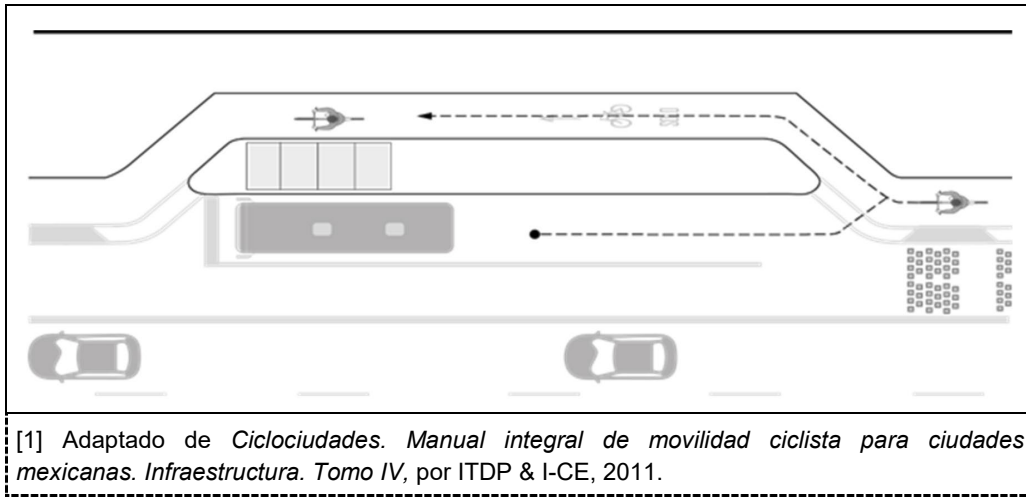 [1] Adaptado de Ciclociudades. Manual integral de movilidad ciclista para ciudades
mexicanas. Infraestructura. Tomo IV, por ITDP & I-CE, 2011.